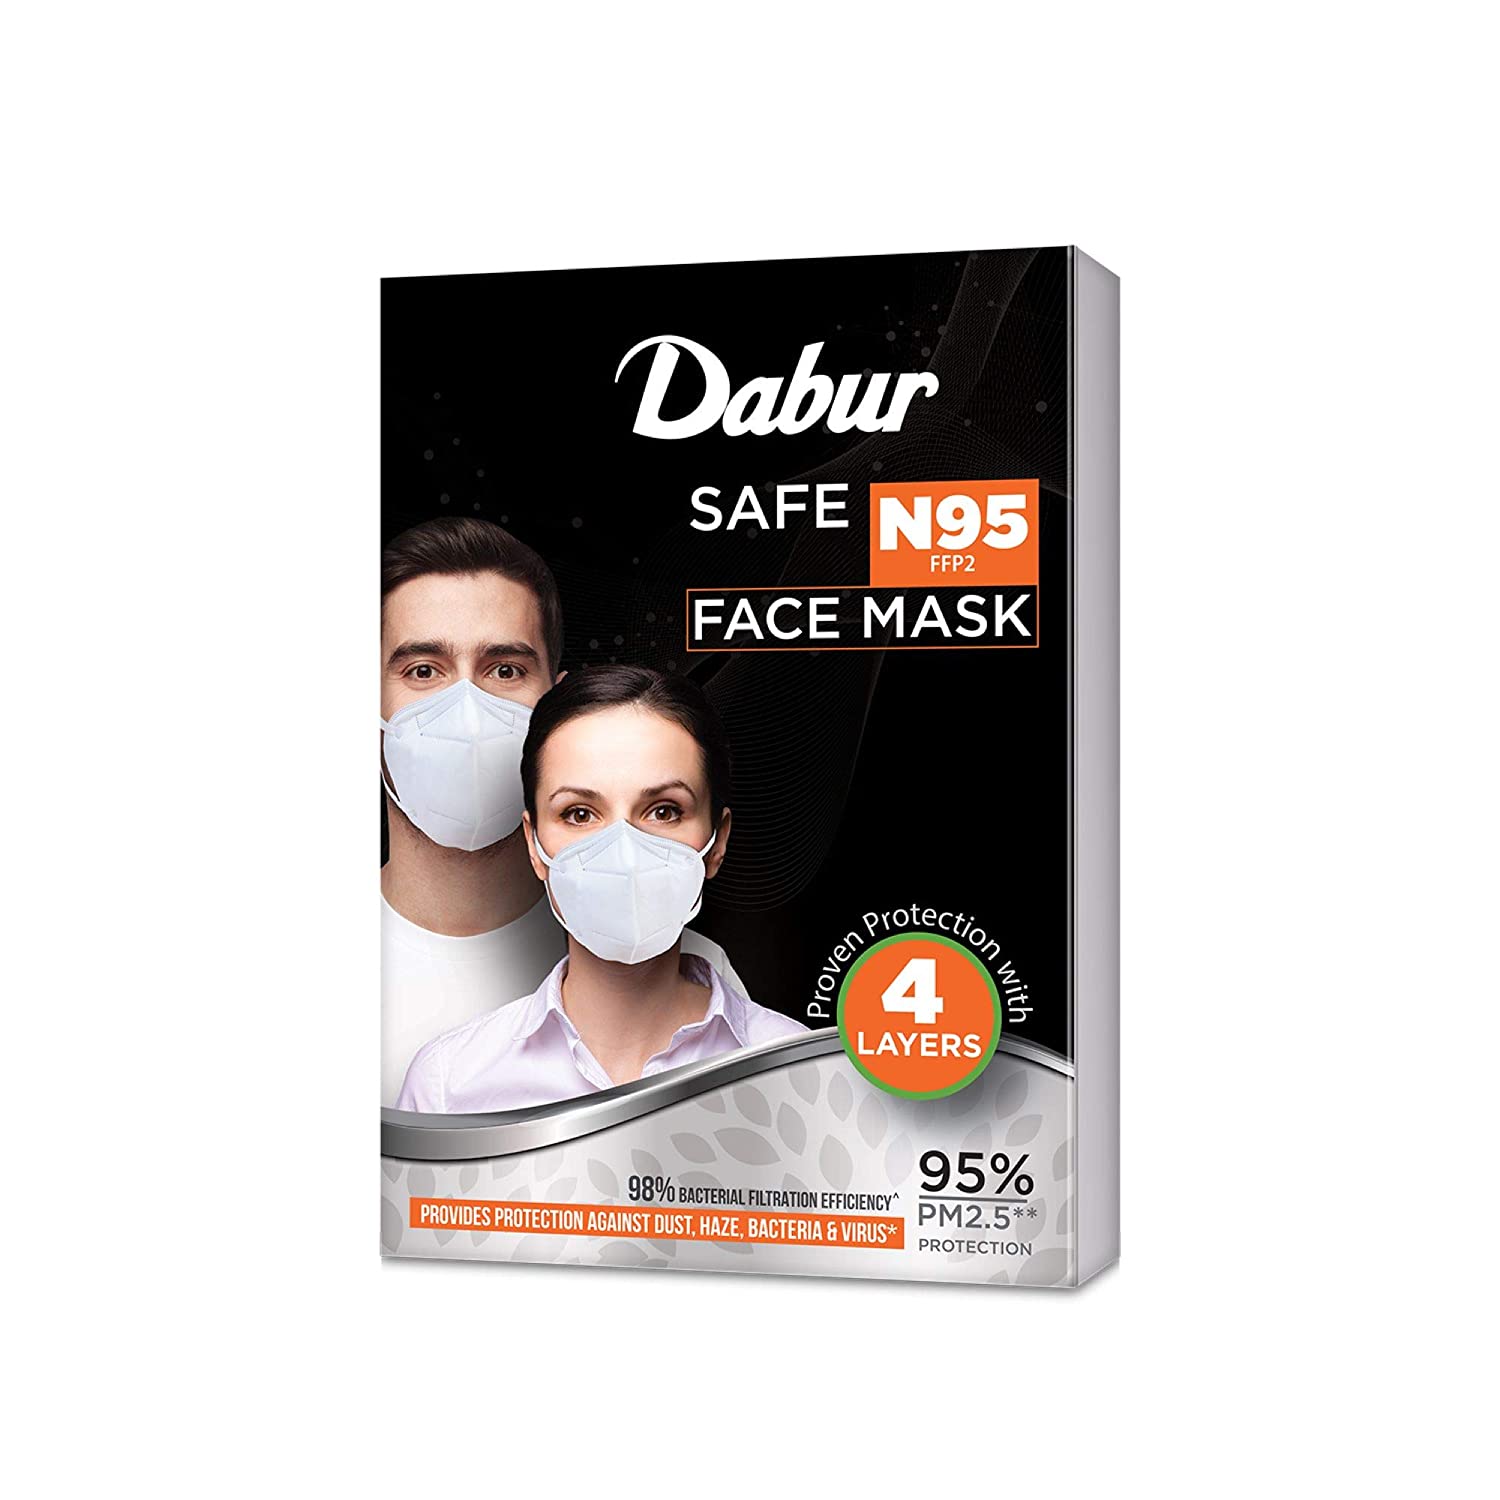 Dabur
SAFE N95
FFP2
FACE MASK
Proven Protection with
4
LAYERS
98% BACTERIAL FILTRATION EFFICIENCY^
PROVIDES PROTECTION AGAINST DUST, HAZE, BACTERIA & VIRUS*
95%
PM2.5**
PROTECTION